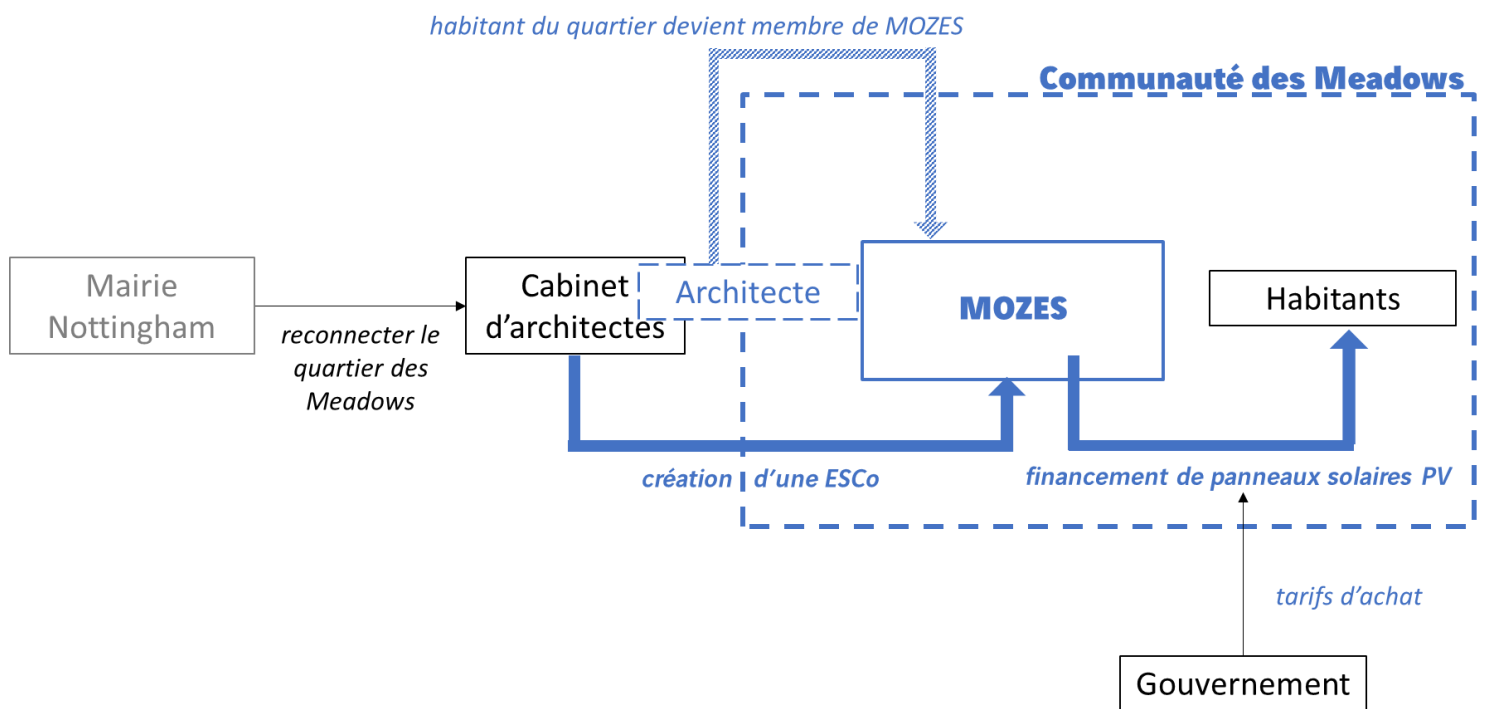 habitant du quartier devient membre de MOZES
Communauté des Meadows
Mairie
Nottingham
reconnecter le
quartier des
Meadows
Cabinet
d'architectes
Architecte
MOZES
Habitants
création d'une ESCo
financement de panneaux solaires PV
tarifs d'achat
Gouvernement